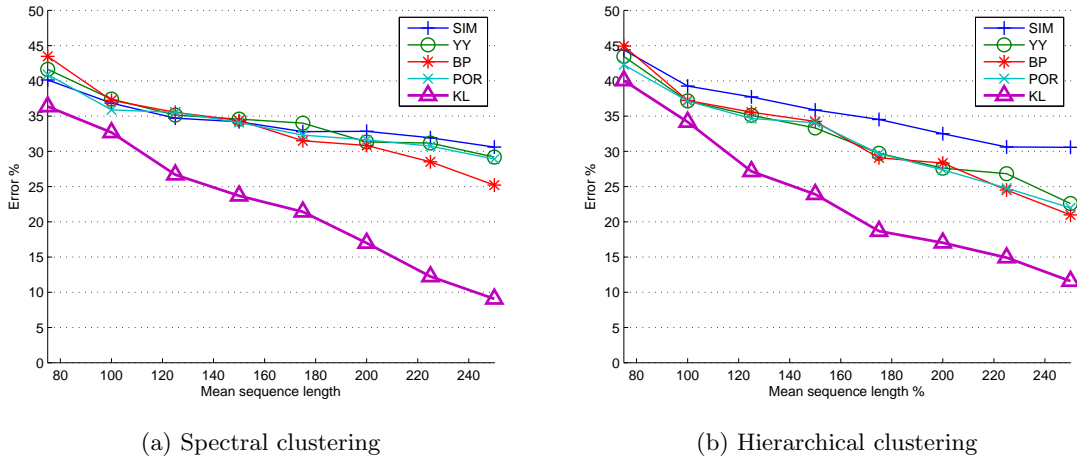 50
45
40
35
30
25
20
15
10
5
0
Error %
80 100 120 140 160 180 200 220 240
Mean sequence length
SIM
YY
BP
POR
KL
(a) Spectral clustering
50
45
40
35
30
25
20
15
10
5
0
Error %
80 100 120 140 160 180 200 220 240
Mean sequence length %
SIM
YY
BP
POR
KL
(b) Hierarchical clustering